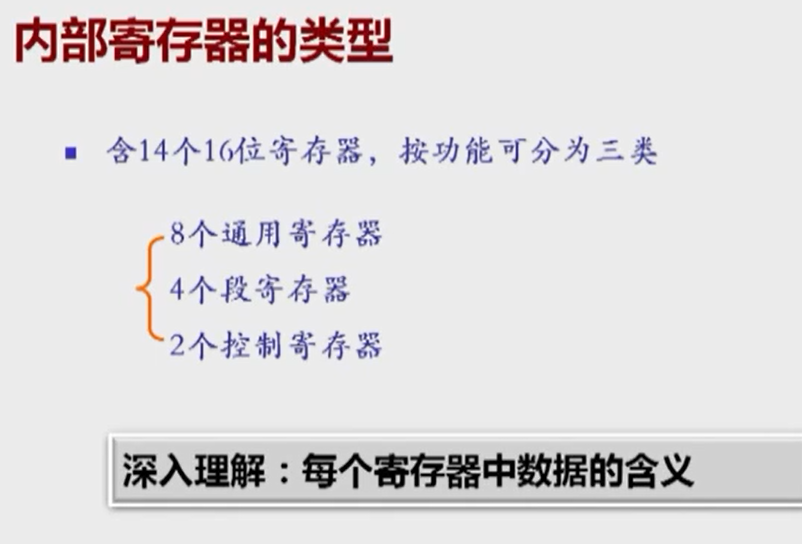 内部寄存器的类型
含14个16位寄存器，按功能可分为三类
8个通用寄存器
4个段寄存器
2个控制寄存器
深入理解：每个寄存器中数据的含义